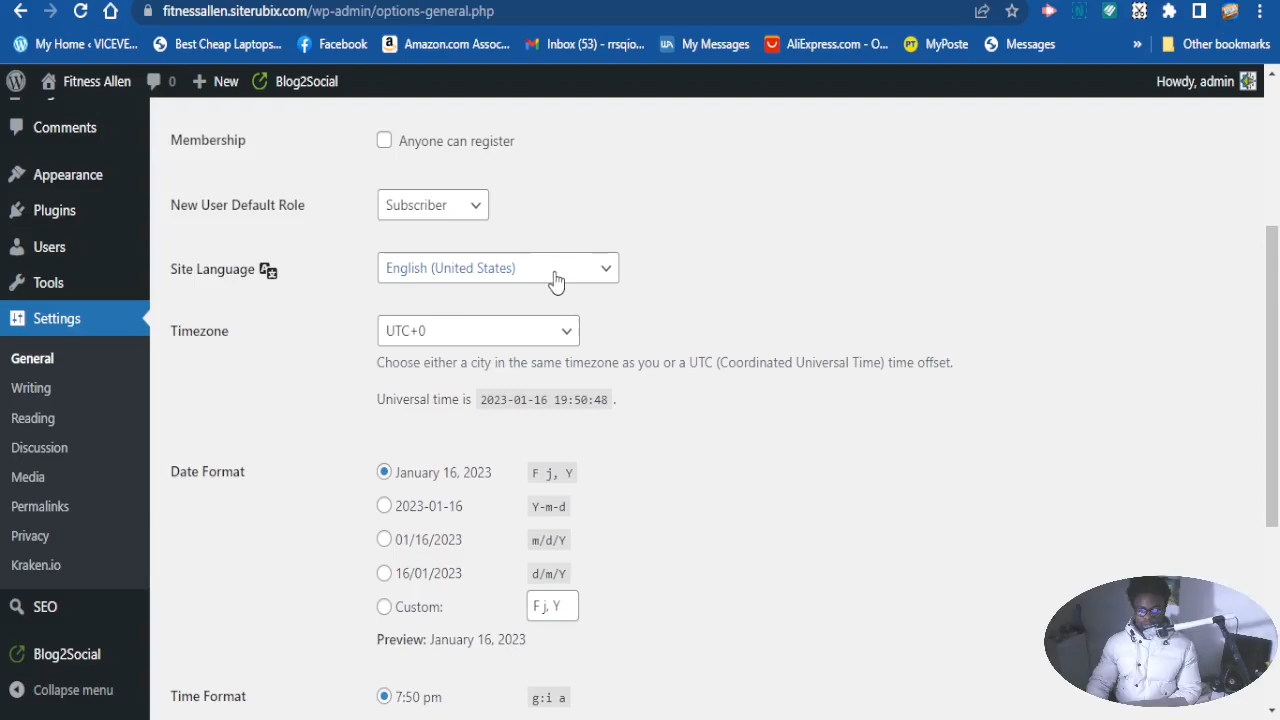 fitnessallen.siterubix.com/wp-admin/options-general.php
My Home ‹ VICEVE... Best Cheap Laptops... Facebook Amazon.com Assoc... Inbox (53) - rrsqio... My Messages AliExpress.com - O... MyPoste Messages » Other bookmarks
Fitness Allen 0 New Blog2Social Howdy, admin
Comments
Appearance
Plugins
Users
Tools
Settings
General
Writing
Reading
Discussion
Media
Permalinks
Privacy
Kraken.io
SEO
Blog2Social
Collapse menu
Membership Anyone can register
New User Default Role Subscriber
Site Language English (United States)
Timezone UTC+0
Choose either a city in the same timezone as you or a UTC (Coordinated Universal Time) time offset.
Universal time is 2023-01-16 19:50:48 .
Date Format January 16, 2023 F j, Y
2023-01-16 Y-m-d
01/16/2023 m/d/Y
16/01/2023 d/m/Y
Custom: F j, Y
Preview: January 16, 2023
Time Format 7:50 pm g:i a